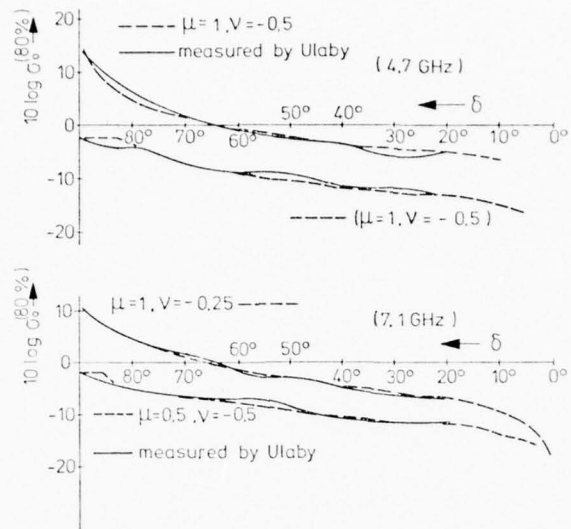 20
10
0
-10
-20
10 log σ° (80%)
--- μ = 1, ν = -0.5
— measured by Ulaby
(4,7 GHz)
δ
50° 40°
80° 70° 60° 30° 20° 10° 0°
--- (μ = 1, ν = -0.5)
10
0
-10
-20
10 log σ° (80%)
μ = 1, ν = -0,25 ---
(7,1 GHz)
60° 50°
δ
80° 70° 40° 30° 20° 10° 0°
--- μ = 0,5, ν = -0,5
— measured by Ulaby